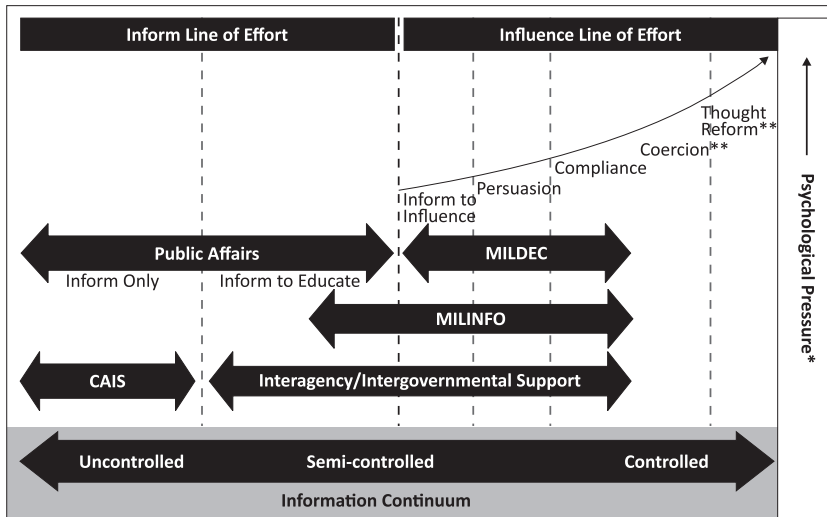 Inform Line of Effort
Influence Line of Effort
Thought
Reform**
Coercion**
Compliance
Persuasion
Inform to
Influence
Psychological Pressure*
Public Affairs
MILDEC
Inform Only
Inform to Educate
MILINFO
CAIS
Interagency/Intergovernmental Support
Uncontrolled
Semi-controlled
Controlled
Information Continuum